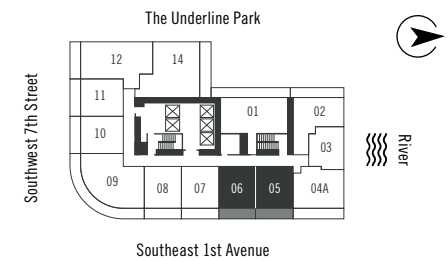 The Underline Park
Southwest 7th Street
12
14
11
01
02
10
03
River
09
08
07
06
05
04A
Southeast 1st Avenue